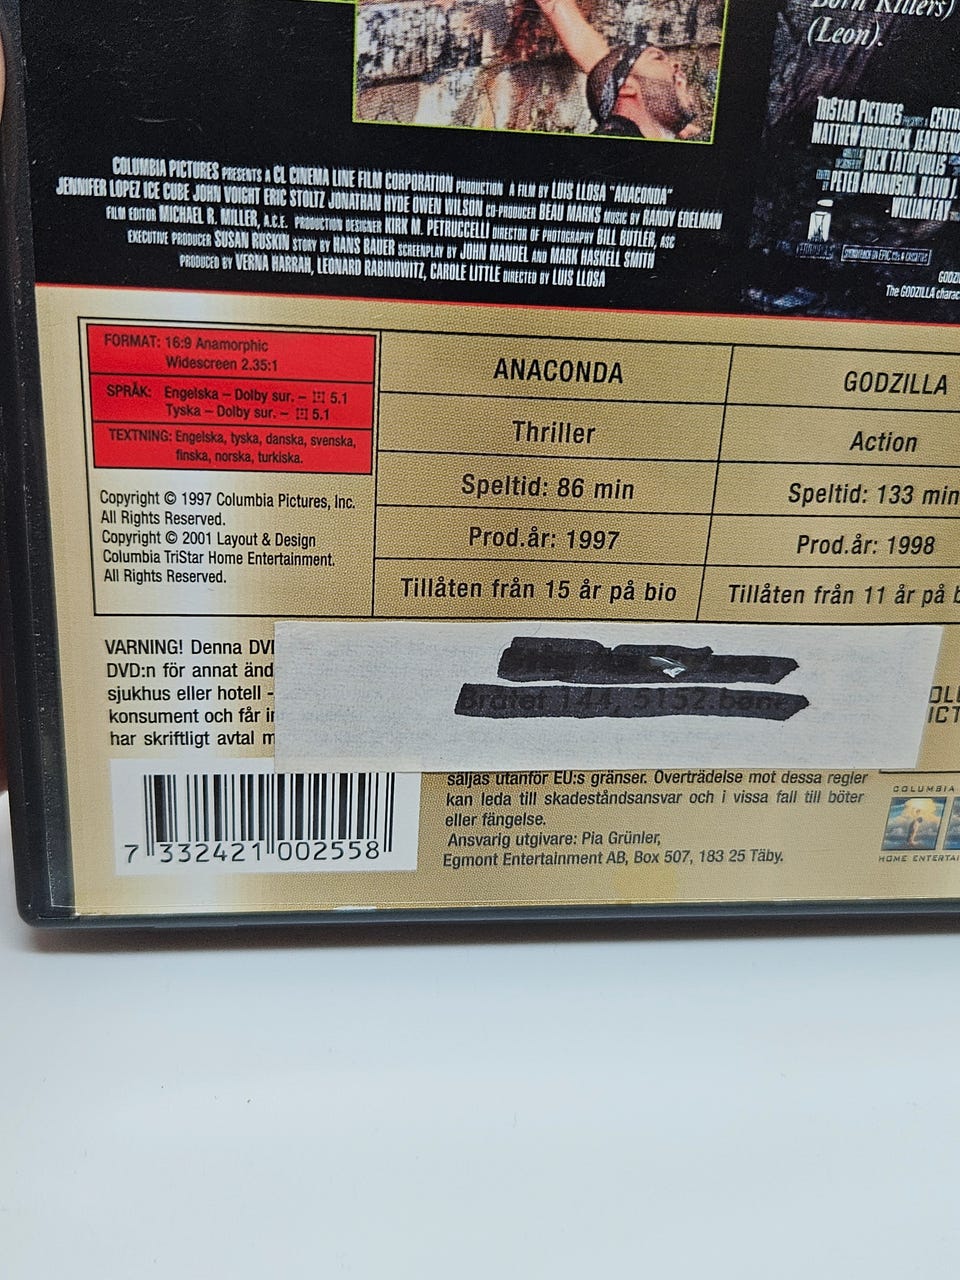 Born Killers)
(Leon).
TRISTAR PICTURES PRESENTS
MATTHEW BRODERICK JEAN
RICK TATOPOULOS
PETER AMUNDSON, DAVID J.
WILLIAM FAY
The GODZILLA
COLUMBIA PICTURES PRESENTS A CL CINEMA LINE FILM CORPORATION PRODUCTION A FILM BY LUIS LLOSA "ANACONDA"
JENNIFER LOPEZ ICE CUBE JOHN VOIGHT ERIC STOLTZ JONATHAN HYDE OWEN WILSON CO-PRODUCER BEAU MARKS MUSIC BY RANDY EDELMAN
FILM EDITOR MICHAEL R. MILLER, A.C.E. PRODUCTION DESIGNER KIRK M. PETRUCCELLI DIRECTOR OF PHOTOGRAPHY BILL BUTLER, ASC
EXECUTIVE PRODUCER SUSAN RUSKIN STORY BY HANS BAUER SCREENPLAY BY JOHN MANDEL AND MARK HASKELL SMITH
PRODUCED BY VERNA HARRAH, LEONARD RABINOWITZ, CAROLE LITTLE DIRECTED BY LUIS LLOSA
FORMAT: 16:9 Anamorphic
Widescreen 2.35:1
SPRÅK: Engelska – Dolby sur. – 5.1
Tyska – Dolby sur. – 5.1
TEXTNING: Engelska, tyska, danska, svenska,
finska, norska, turkiska.
Copyright © 1997 Columbia Pictures, Inc.
All Rights Reserved.
Copyright © 2001 Layout & Design
Columbia TriStar Home Entertainment.
All Rights Reserved.
ANACONDA
Thriller
Speltid: 86 min
Prod.år: 1997
Tillåten från 15 år på bio
GODZILLA
Action
Speltid: 133 min
Prod.år: 1998
Tillåten från 11 år på
VARNING! Denna
DVD:n för annat
sjukhus eller hotell -
konsument och får
har skriftligt avtal
säljas utanför EU:s gränser. Överträdelse mot dessa regler
kan leda till skadeståndsansvar och i vissa fall till böter
eller fängelse.
Ansvarig utgivare: Pia Grünler,
Egmont Entertainment AB, Box 507, 183 25 Täby.
7 332421 002558
COLUMBIA
HOME